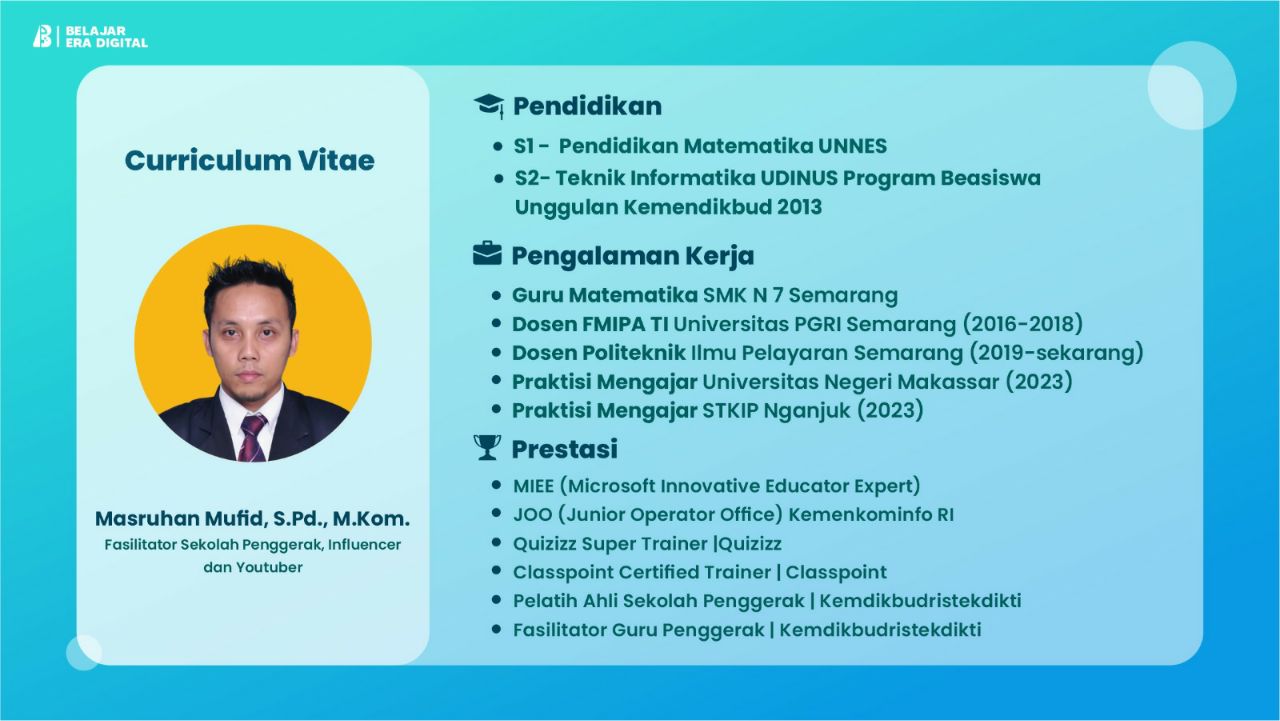 BELAJAR
ERA DIGITAL
Curriculum Vitae
Masruhan Mufid, S.Pd., M.Kom.
Fasilitator Sekolah Penggerak, Influencer
dan Youtuber
Pendidikan
S1 - Pendidikan Matematika UNNES
S2- Teknik Informatika UDINUS Program Beasiswa
Unggulan Kemendikbud 2013
Pengalaman Kerja
Guru Matematika SMK N 7 Semarang
Dosen FMIPA TI Universitas PGRI Semarang (2016-2018)
Dosen Politeknik Ilmu Pelayaran Semarang (2019-sekarang)
Praktisi Mengajar Universitas Negeri Makassar (2023)
Praktisi Mengajar STKIP Nganjuk (2023)
Prestasi
MIEE (Microsoft Innovative Educator Expert)
JOO (Junior Operator Office) Kemenkominfo RI
Quizizz Super Trainer |Quizizz
Classpoint Certified Trainer | Classpoint
Pelatih Ahli Sekolah Penggerak | Kemdikbudristekdikti
Fasilitator Guru Penggerak | Kemdikbudristekdikti